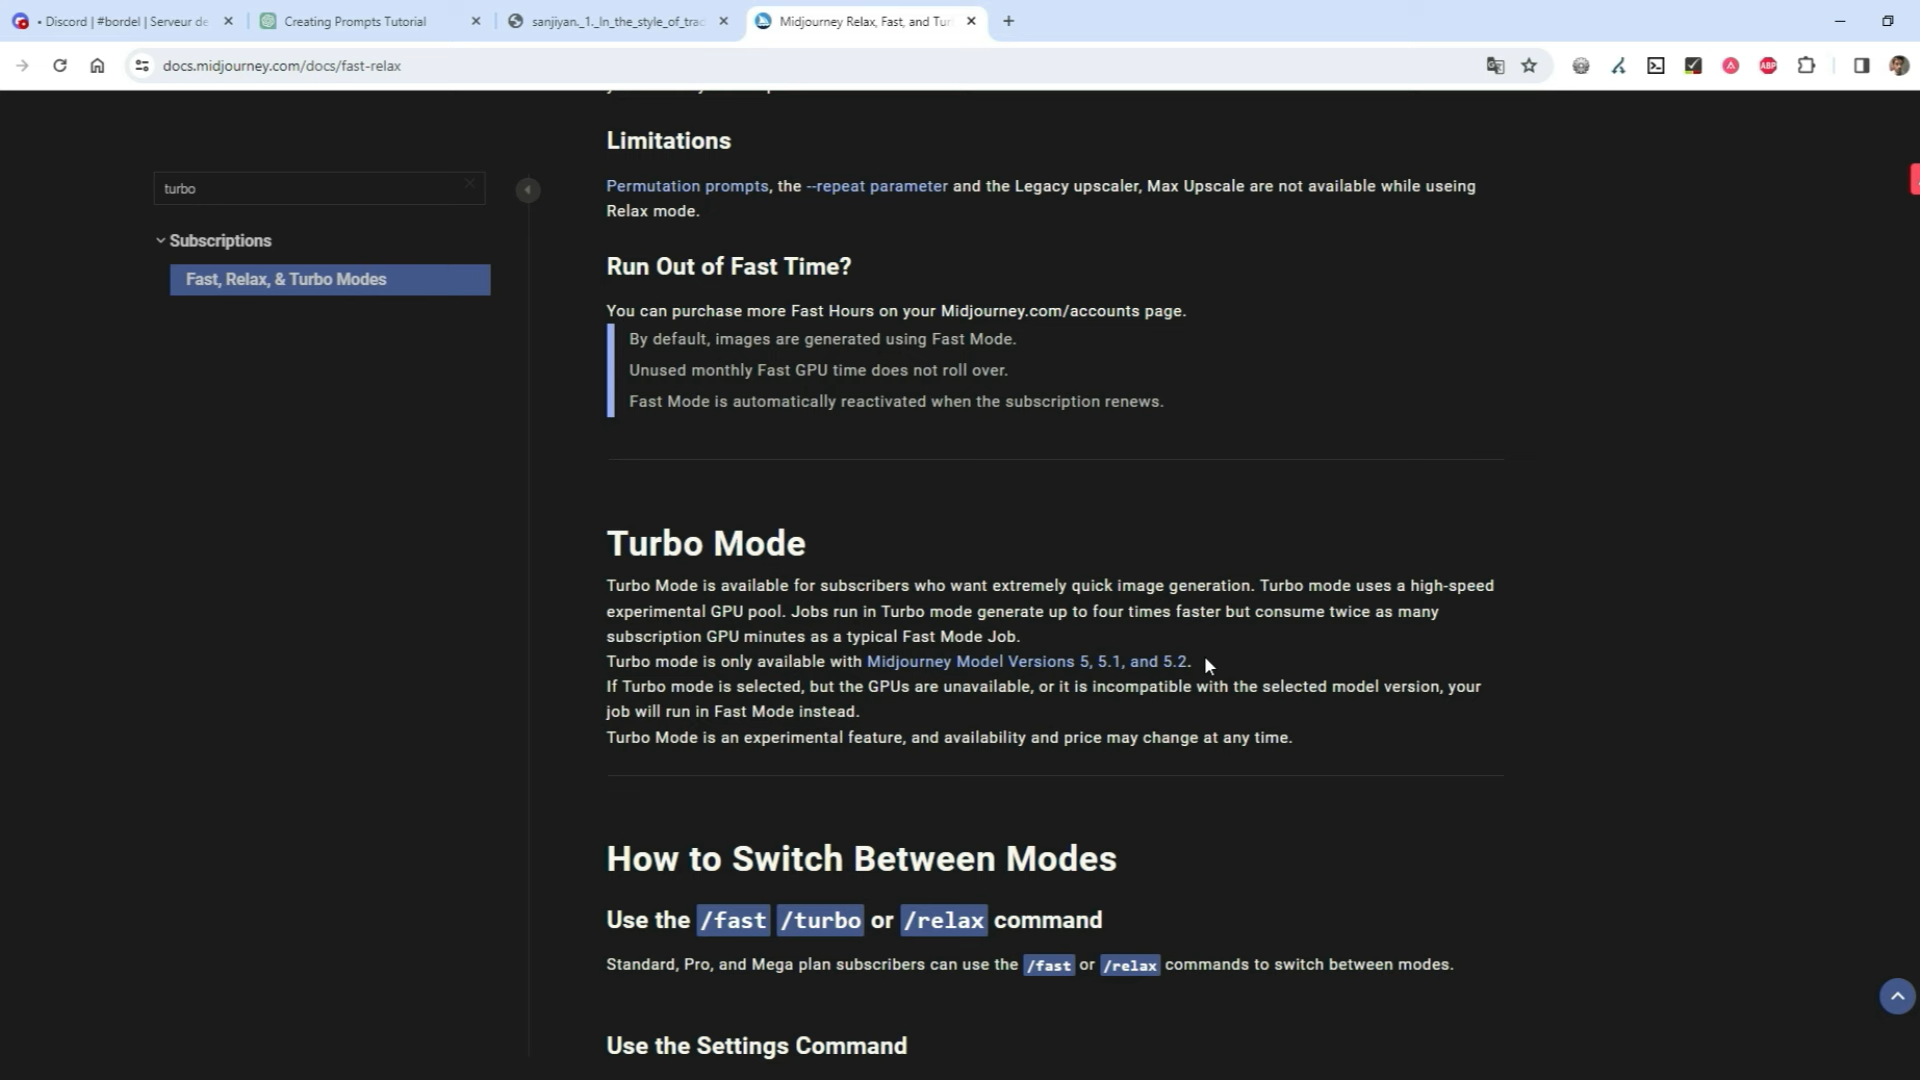 • Discord | #bordel | Serveur de
Creating Prompts Tutorial
sanjiyan._1._In_the_style_of_trac
Midjourney Relax, Fast, and Tur
docs.midjourney.com/docs/fast-relax
ABP
turbo
Subscriptions
Fast, Relax, & Turbo Modes
Limitations
Permutation prompts, the --repeat parameter and the Legacy upscaler, Max Upscale are not available while useing
Relax mode.
Run Out of Fast Time?
You can purchase more Fast Hours on your Midjourney.com/accounts page.
By default, images are generated using Fast Mode.
Unused monthly Fast GPU time does not roll over.
Fast Mode is automatically reactivated when the subscription renews.
Turbo Mode
Turbo Mode is available for subscribers who want extremely quick image generation. Turbo mode uses a high-speed
experimental GPU pool. Jobs run in Turbo mode generate up to four times faster but consume twice as many
subscription GPU minutes as a typical Fast Mode Job.
Turbo mode is only available with Midjourney Model Versions 5, 5.1, and 5.2.
If Turbo mode is selected, but the GPUs are unavailable, or it is incompatible with the selected model version, your
job will run in Fast Mode instead.
Turbo Mode is an experimental feature, and availability and price may change at any time.
How to Switch Between Modes
Use the /fast /turbo or /relax command
Standard, Pro, and Mega plan subscribers can use the /fast or /relax commands to switch between modes.
Use the Settings Command